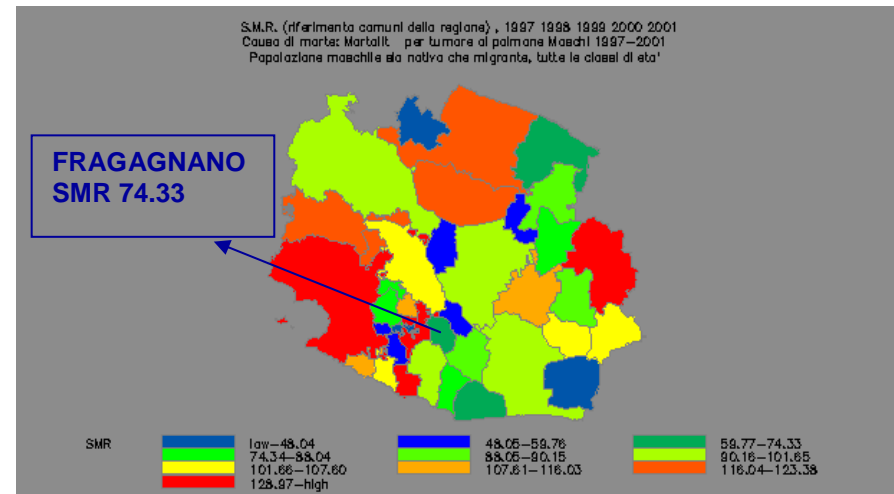 S.M.R. (riferimento comuni della regione) , 1997 1998 1999 2000 2001
Causa di morte: Mortalit per tumore ai polmone Maschi 1997-2001
Popolazione maschile sia nativa che migrante, tutte le classi di eta'
FRAGAGNANO
SMR 74.33
SMR
low-48.04
48.05-59.76
59.77-74.33
74.34-88.04
88.05-90.15
90.16-101.65
101.66-107.60
107.61-116.03
116.04-123.38
128.97-high